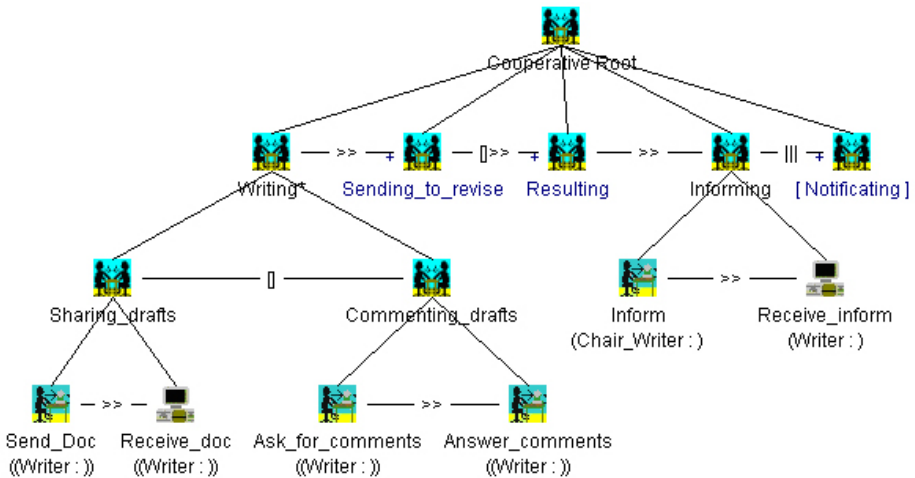 Cooperative Root
>> + []>> + >> ||| +
Writing* Sending_to_revise Resulting Informing [ Notificating ]
[] >>
Sharing_drafts Commenting_drafts Inform Receive_inform
(Chair_Writer : ) (Writer : )
>> >>
Send_Doc Receive_doc Ask_for_comments Answer_comments
((Writer : )) ((Writer : )) ((Writer : )) ((Writer : ))